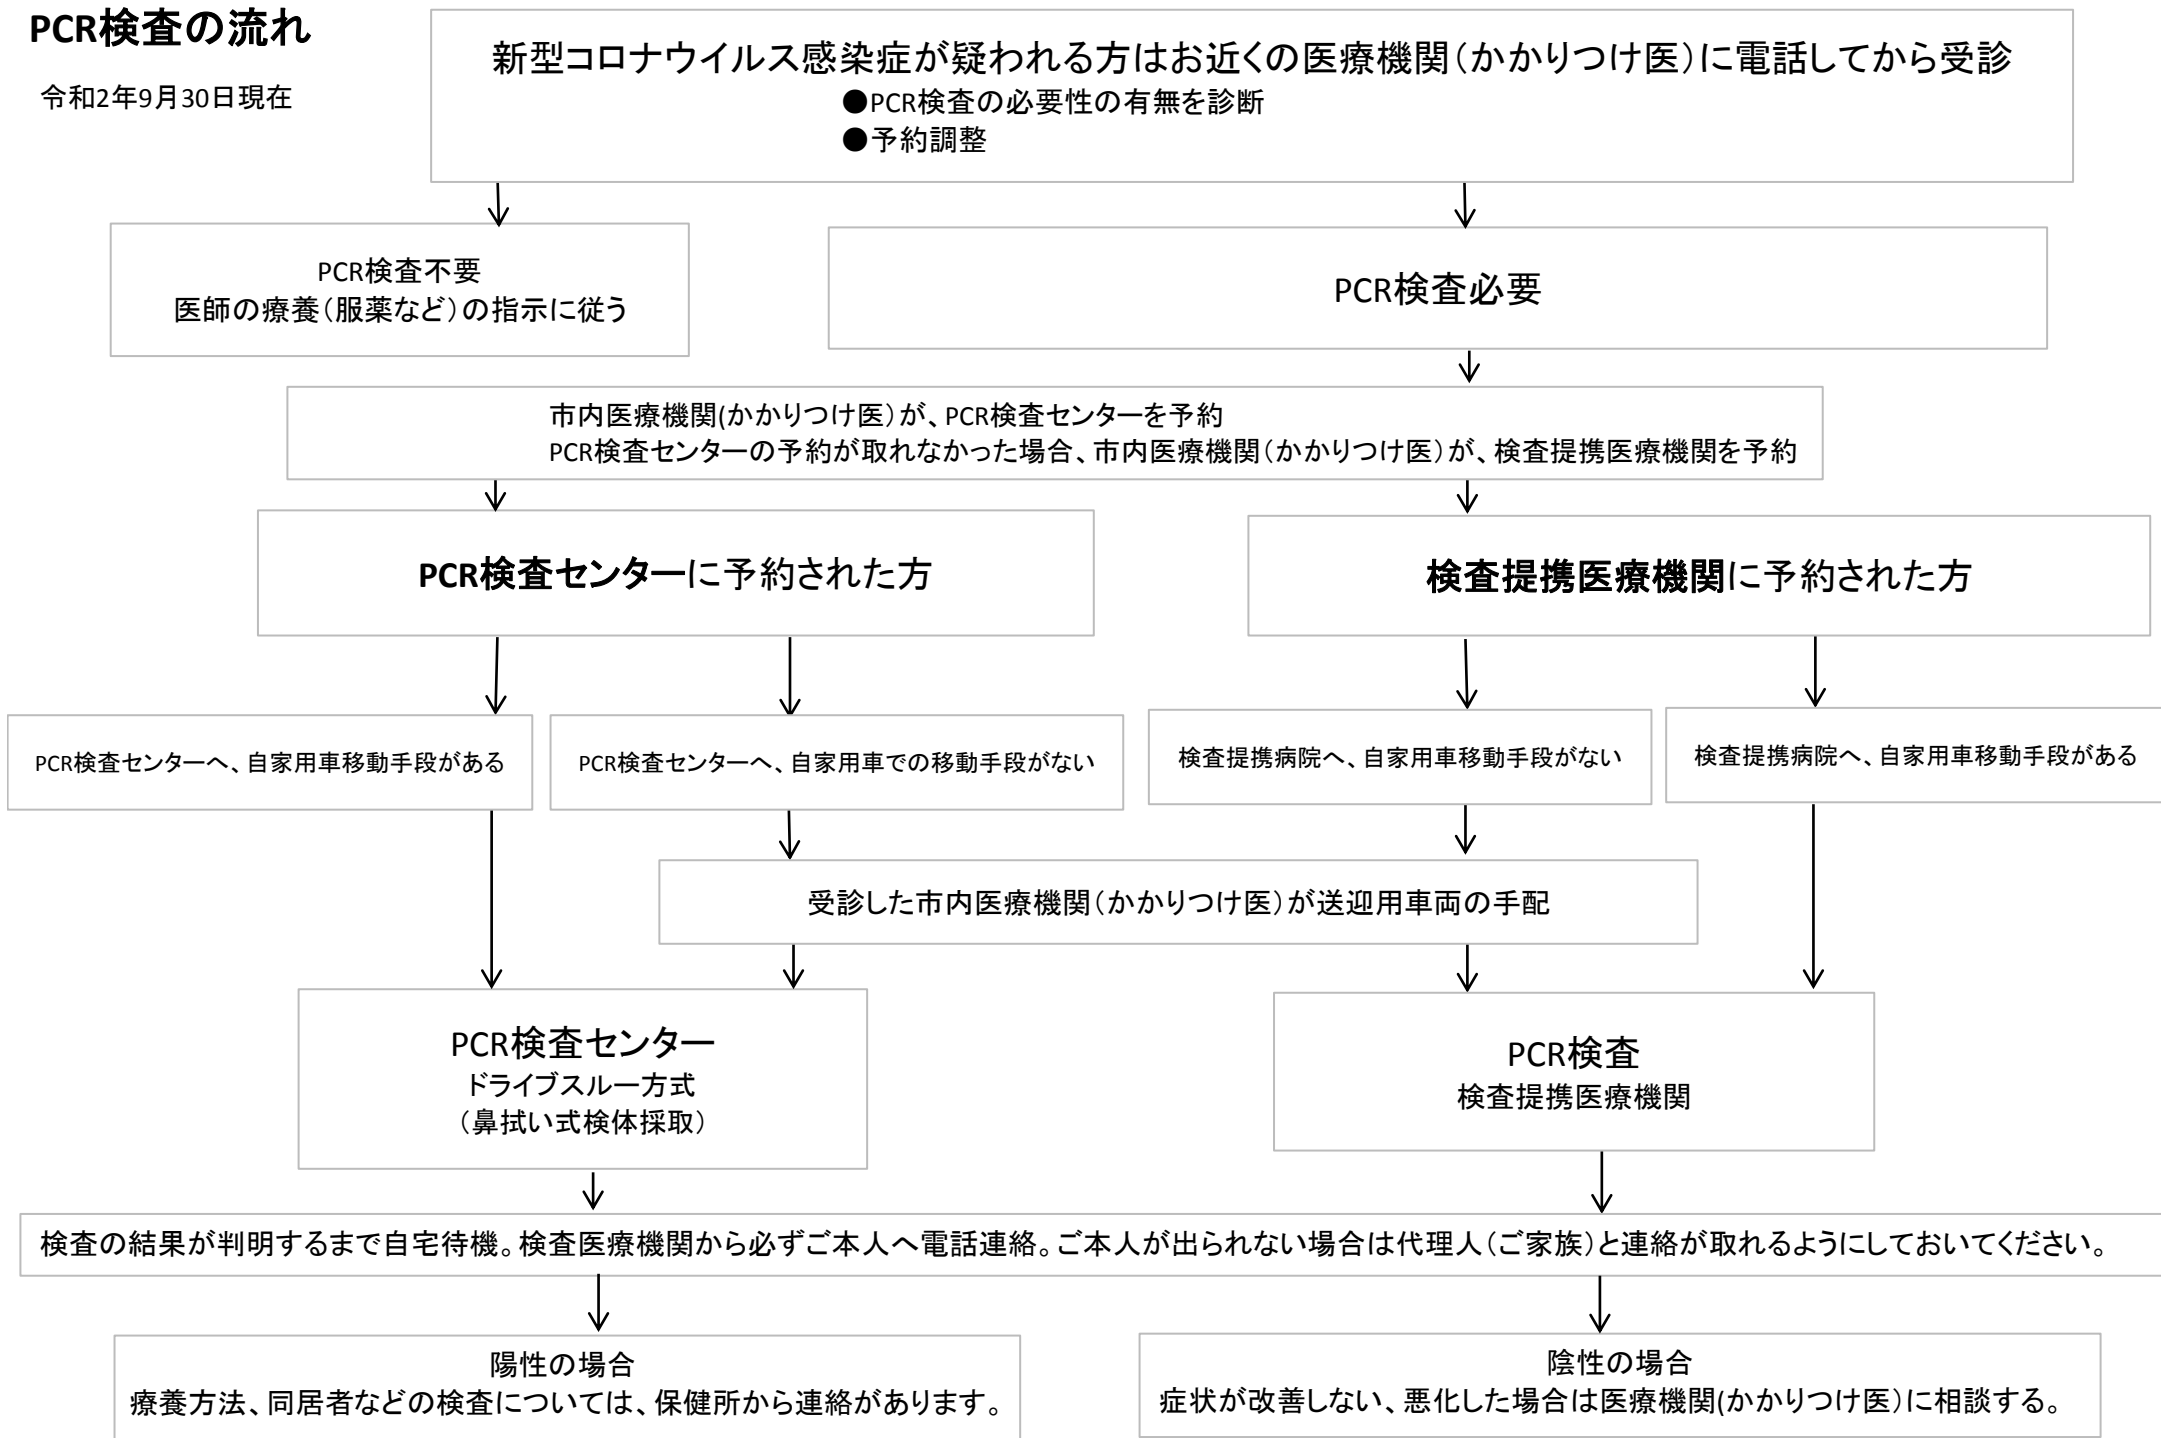 PCR検査の流れ
令和2年9月30日現在
新型コロナウイルス感染症が疑われる方はお近くの医療機関（かかりつけ医）に電話してから受診
●PCR検査の必要性の有無を診断
●予約調整
PCR検査不要
医師の療養（服薬など）の指示に従う
PCR検査必要
市内医療機関(かかりつけ医）が、PCR検査センターを予約
PCR検査センターの予約が取れなかった場合、市内医療機関（かかりつけ医）が、検査提携医療機関を予約
PCR検査センターに予約された方
検査提携医療機関に予約された方
PCR検査センターへ、自家用車移動手段がある
PCR検査センターへ、自家用車での移動手段がない
検査提携病院へ、自家用車移動手段がない
検査提携病院へ、自家用車移動手段がある
受診した市内医療機関（かかりつけ医）が送迎用車両の手配
PCR検査センター
ドライブスルー方式
（鼻拭い式検体採取）
PCR検査
検査提携医療機関
検査の結果が判明するまで自宅待機。検査医療機関から必ずご本人へ電話連絡。ご本人が出られない場合は代理人（ご家族）と連絡が取れるようにしておいてください。
陽性の場合
療養方法、同居者などの検査については、保健所から連絡があります。
陰性の場合
症状が改善しない、悪化した場合は医療機関(かかりつけ医）に相談する。